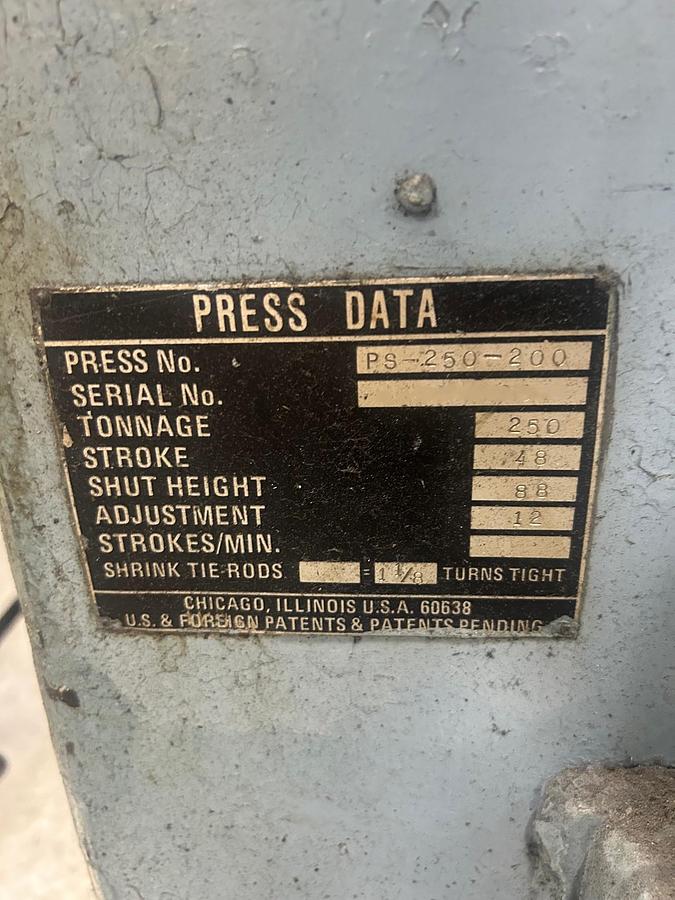 PRESS DATA
PRESS No. PS-250-200
SERIAL No.
TONNAGE 250
STROKE 48
SHUT HEIGHT 88
ADJUSTMENT 12
STROKES/MIN.
SHRINK TIE-RODS = 1 1/8 TURNS TIGHT
CHICAGO, ILLINOIS U.S.A. 60638
U.S. & FOREIGN PATENTS & PATENTS PENDING